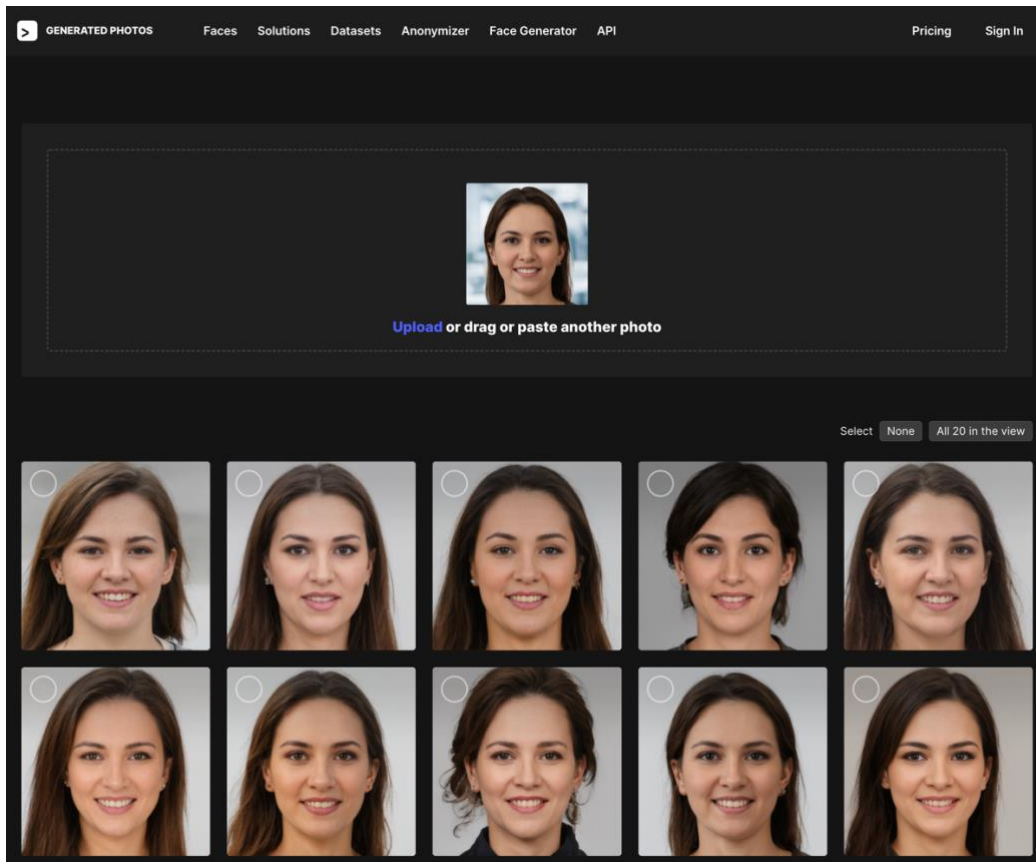 GENERATED PHOTOS Faces Solutions Datasets Anonymizer Face Generator API Pricing Sign In
Upload or drag or paste another photo
Select None All 20 in the view